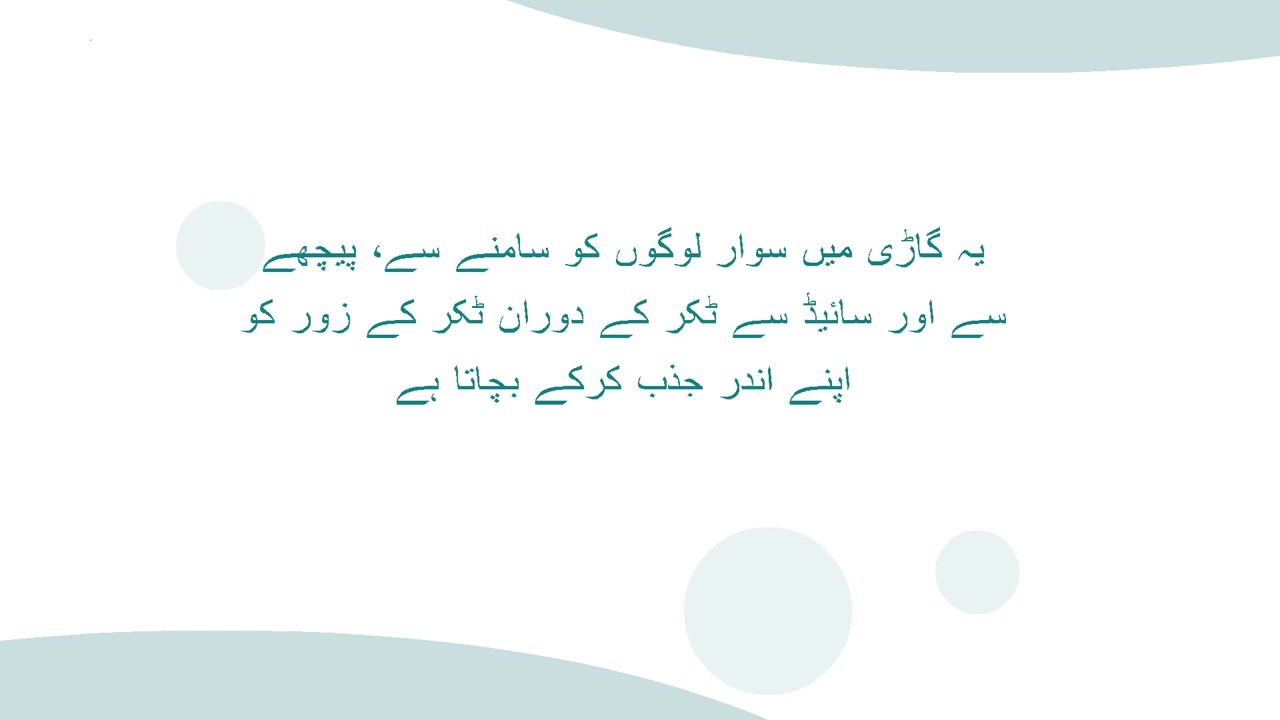 یہ گاڑی میں سوار لوگوں کو سامنے سے، پیچھے
سے اور سائیڈ سے ٹکر کے دوران ٹکر کے زور کو
اپنے اندر جذب کرکے بچاتا ہے